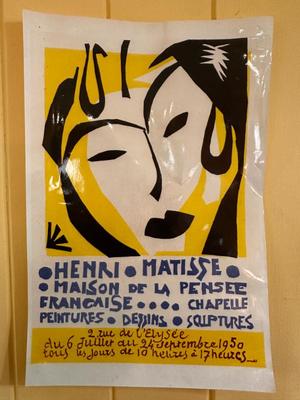 ● HENRI ● MATISSE ●
● MAISON DE LA PENSÉE
FRANÇAISE ● ● ● ● CHAPELLE
PEINTURES ● DESSINS ● SCULPTURES
2 rue de l'Elysée
du 6 Juillet au 24 Septembre 1950
tous les jours de 10 heures à 17 heures